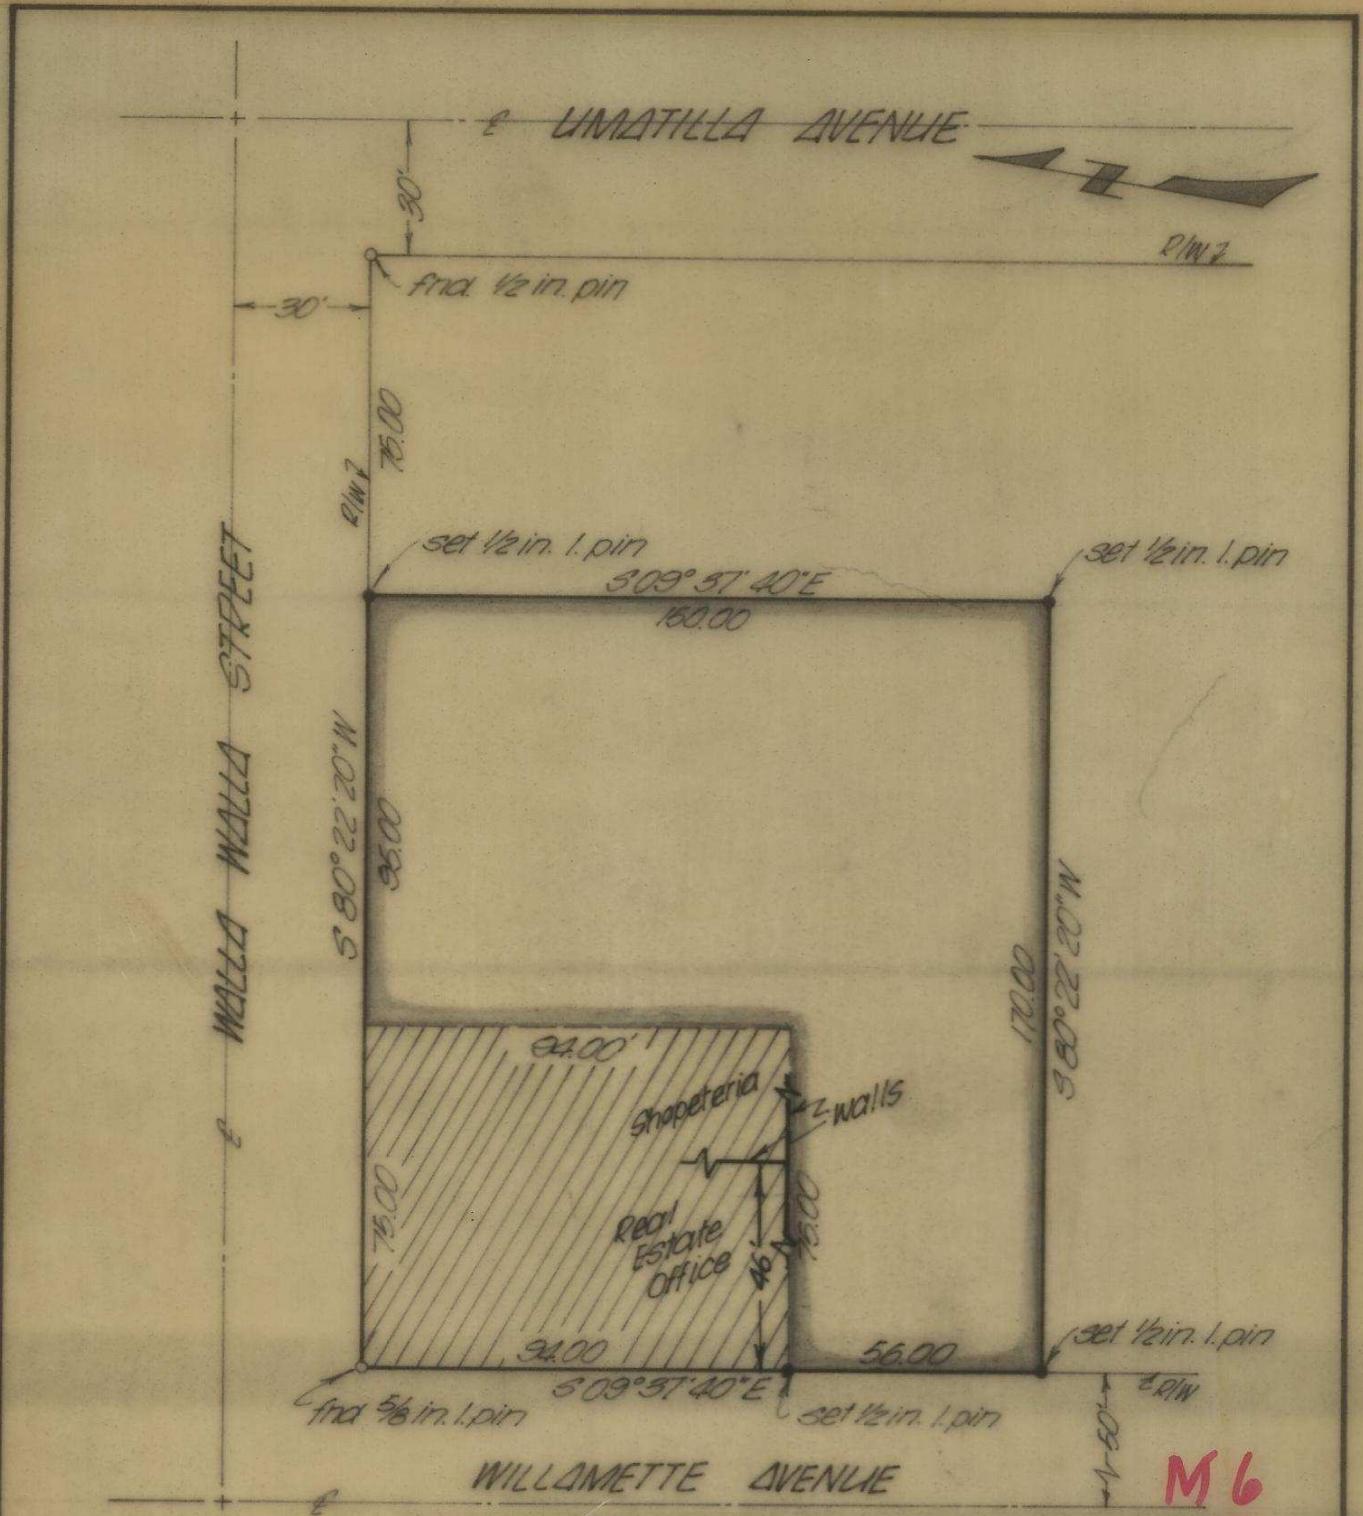 ℄ UMATILLA AVENUE
30'
R/W
fnd ½ in. pin
30'
75.00
R/W
set ½ in. I. pin
set ½ in. I. pin
S 09° 37' 40" E
150.00
WALLA WALLA STREET
℄
S 80° 22' 20" W
95.00
170.00
S 80° 22' 20" W
94.00'
Shopeteria
walls
75.00
Real
Estate
Office
46'
75.00
94.00
56.00
set ½ in. I. pin
S 09° 37' 40" E
R/W
fnd ⅝ in. I. pin
set ½ in. I. pin
50'
℄ WILLAMETTE AVENUE
M 6